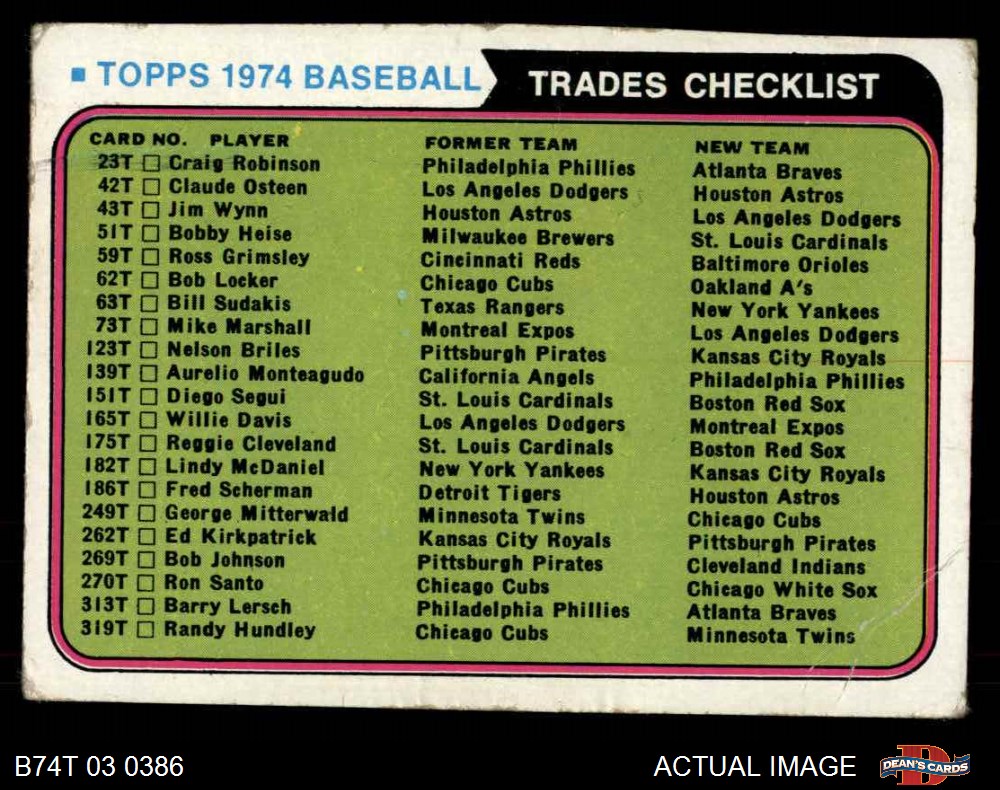 TOPPS 1974 BASEBALL TRADES CHECKLIST
CARD NO. PLAYER FORMER TEAM NEW TEAM
23T Craig Robinson Philadelphia Phillies Atlanta Braves
42T Claude Osteen Los Angeles Dodgers Houston Astros
43T Jim Wynn Houston Astros Los Angeles Dodgers
51T Bobby Heise Milwaukee Brewers St. Louis Cardinals
59T Ross Grimsley Cincinnati Reds Baltimore Orioles
62T Bob Locker Chicago Cubs Oakland A's
63T Bill Sudakis Texas Rangers New York Yankees
73T Mike Marshall Montreal Expos Los Angeles Dodgers
123T Nelson Briles Pittsburgh Pirates Kansas City Royals
139T Aurelio Monteagudo California Angels Philadelphia Phillies
151T Diego Segui St. Louis Cardinals Boston Red Sox
165T Willie Davis Los Angeles Dodgers Montreal Expos
175T Reggie Cleveland St. Louis Cardinals Boston Red Sox
182T Lindy McDaniel New York Yankees Kansas City Royals
186T Fred Scherman Detroit Tigers Houston Astros
249T George Mitterwald Minnesota Twins Chicago Cubs
262T Ed Kirkpatrick Kansas City Royals Pittsburgh Pirates
269T Bob Johnson Pittsburgh Pirates Cleveland Indians
270T Ron Santo Chicago Cubs Chicago White Sox
313T Barry Lersch Philadelphia Phillies Atlanta Braves
319T Randy Hundley Chicago Cubs Minnesota Twins
B74T 03 0386 ACTUAL IMAGE DEAN'S CARDS